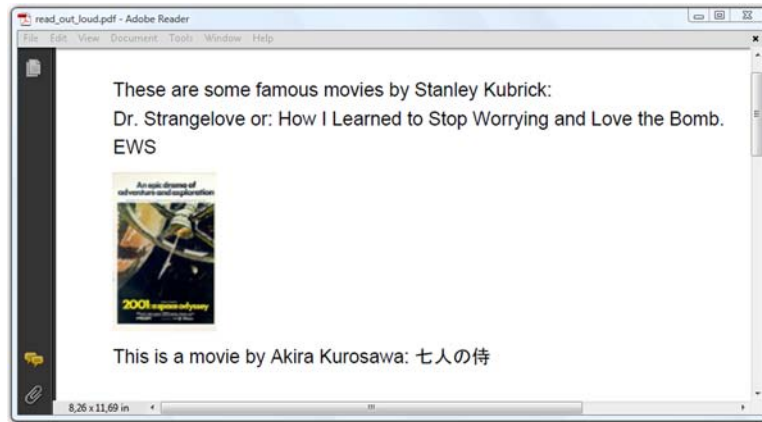 read_out_loud.pdf - Adobe Reader
File Edit View Document Tools Window Help
These are some famous movies by Stanley Kubrick:
Dr. Strangelove or: How I Learned to Stop Worrying and Love the Bomb.
EWS
An epic drama of
adventure and exploration
2001: a space odyssey
This is a movie by Akira Kurosawa: 七人の侍
8,26 x 11,69 in